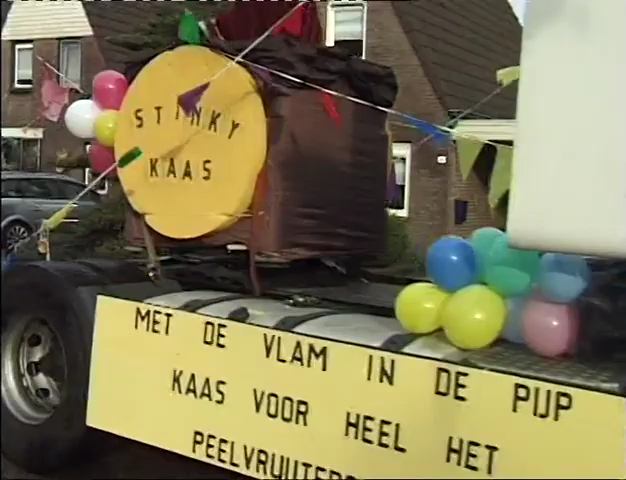 STINKY
KAAS
MET DE VLAM IN DE PIJP
KAAS VOOR HEEL HET